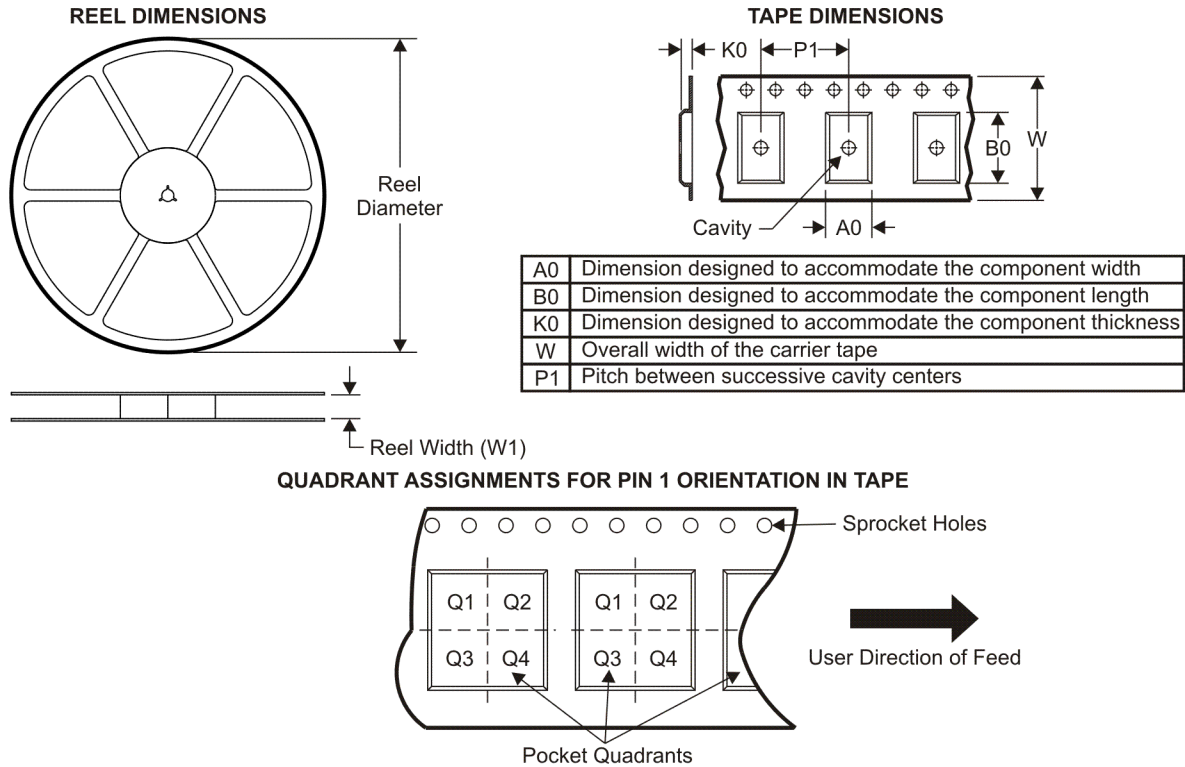 REEL DIMENSIONS
Reel
Diameter
Reel Width (W1)
TAPE DIMENSIONS
K0
P1
B0
W
Cavity
A0
A0 Dimension designed to accommodate the component width
B0 Dimension designed to accommodate the component length
K0 Dimension designed to accommodate the component thickness
W Overall width of the carrier tape
P1 Pitch between successive cavity centers
QUADRANT ASSIGNMENTS FOR PIN 1 ORIENTATION IN TAPE
Sprocket Holes
Q1 Q2 Q1 Q2
Q3 Q4 Q3 Q4
User Direction of Feed
Pocket Quadrants